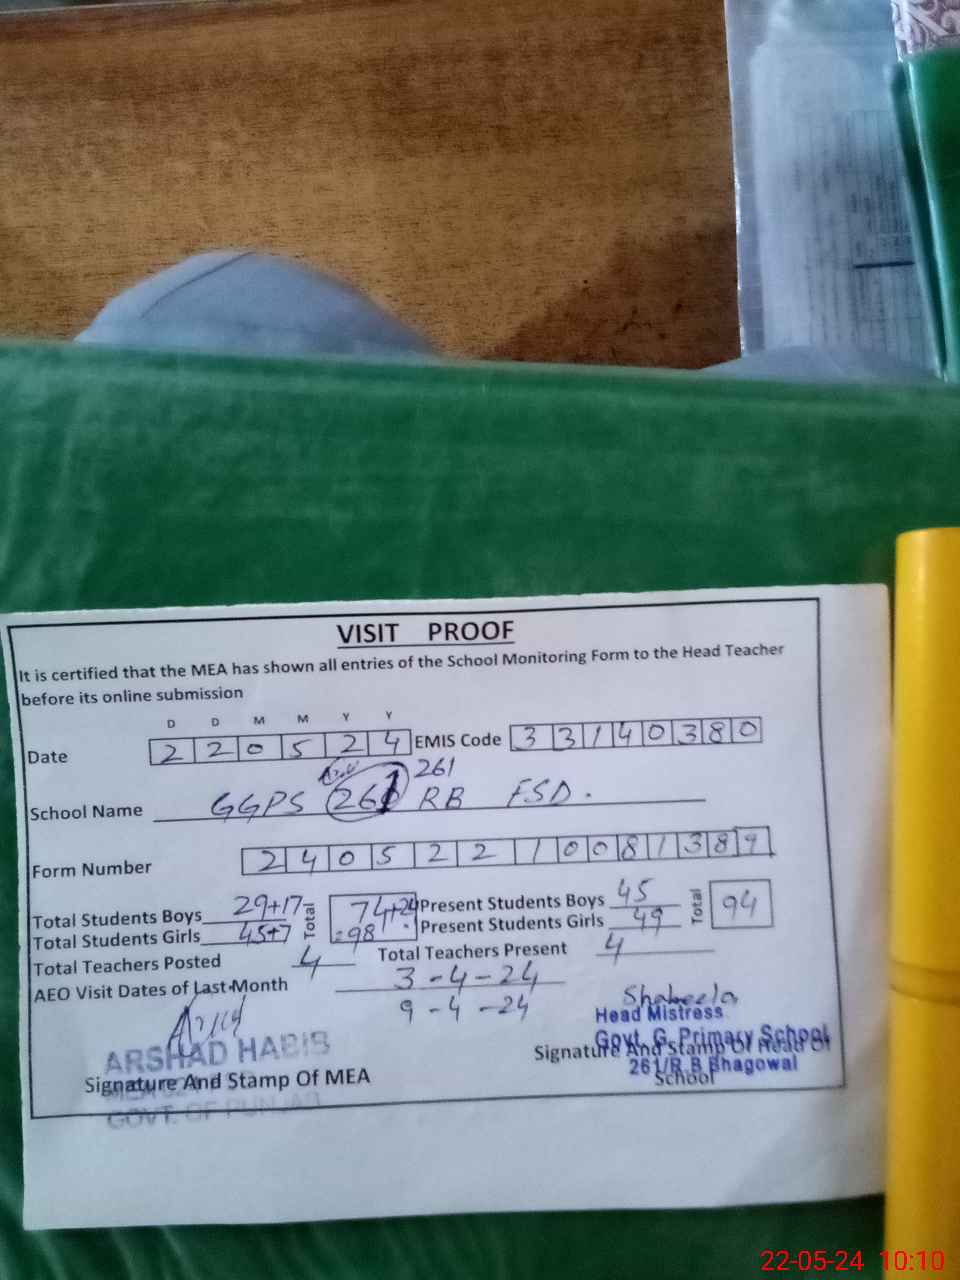 VISIT PROOF
It is certified that the MEA has shown all entries of the School Monitoring Form to the Head Teacher
before its online submission
D D M M Y Y
Date 2 2 0 5 2 4 EMIS Code 3 3 1 4 0 3 8 0
261
School Name GGPS 261 RB FSD.
Form Number 2 4 0 5 2 2 1 0 0 8 1 3 8 9
Total Students Boys 29+17 Total 74+24 Present Students Boys 45 Total 94
Total Students Girls 45+7 =98 Present Students Girls 49
Total Teachers Posted 4 Total Teachers Present 4
AEO Visit Dates of Last Month 3-4-24
9-4-24
Shakeela
Head Mistress
ARSHAD HABIB
Govt. G. Primary School
Signature And Stamp Of Head Of
261/R.B Bhagowal
School
Signature And Stamp Of MEA
GOVT. OF PUNJAB
22-05-24 10:10